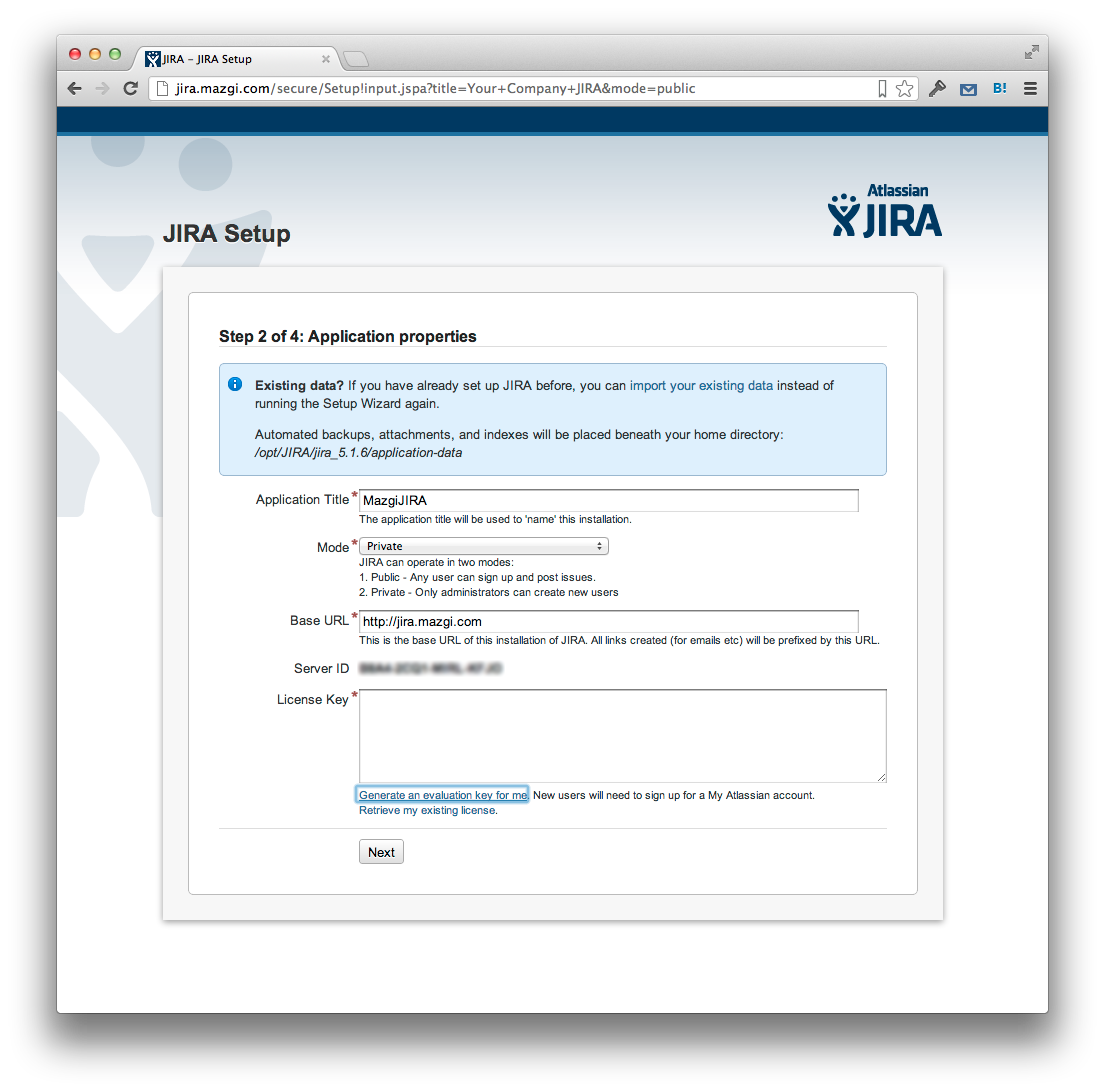 JIRA – JIRA Setup
jira.mazgi.com/secure/Setup!input.jspa?title=Your+Company+JIRA&mode=public
B!
Atlassian
JIRA
JIRA Setup
Step 2 of 4: Application properties
Existing data? If you have already set up JIRA before, you can import your existing data instead of
running the Setup Wizard again.
Automated backups, attachments, and indexes will be placed beneath your home directory:
/opt/JIRA/jira_5.1.6/application-data
Application Title * MazgiJIRA
The application title will be used to 'name' this installation.
Mode * Private
JIRA can operate in two modes:
1. Public - Any user can sign up and post issues.
2. Private - Only administrators can create new users
Base URL * http://jira.mazgi.com
This is the base URL of this installation of JIRA. All links created (for emails etc) will be prefixed by this URL.
Server ID
License Key *
Generate an evaluation key for me. New users will need to sign up for a My Atlassian account.
Retrieve my existing license.
Next